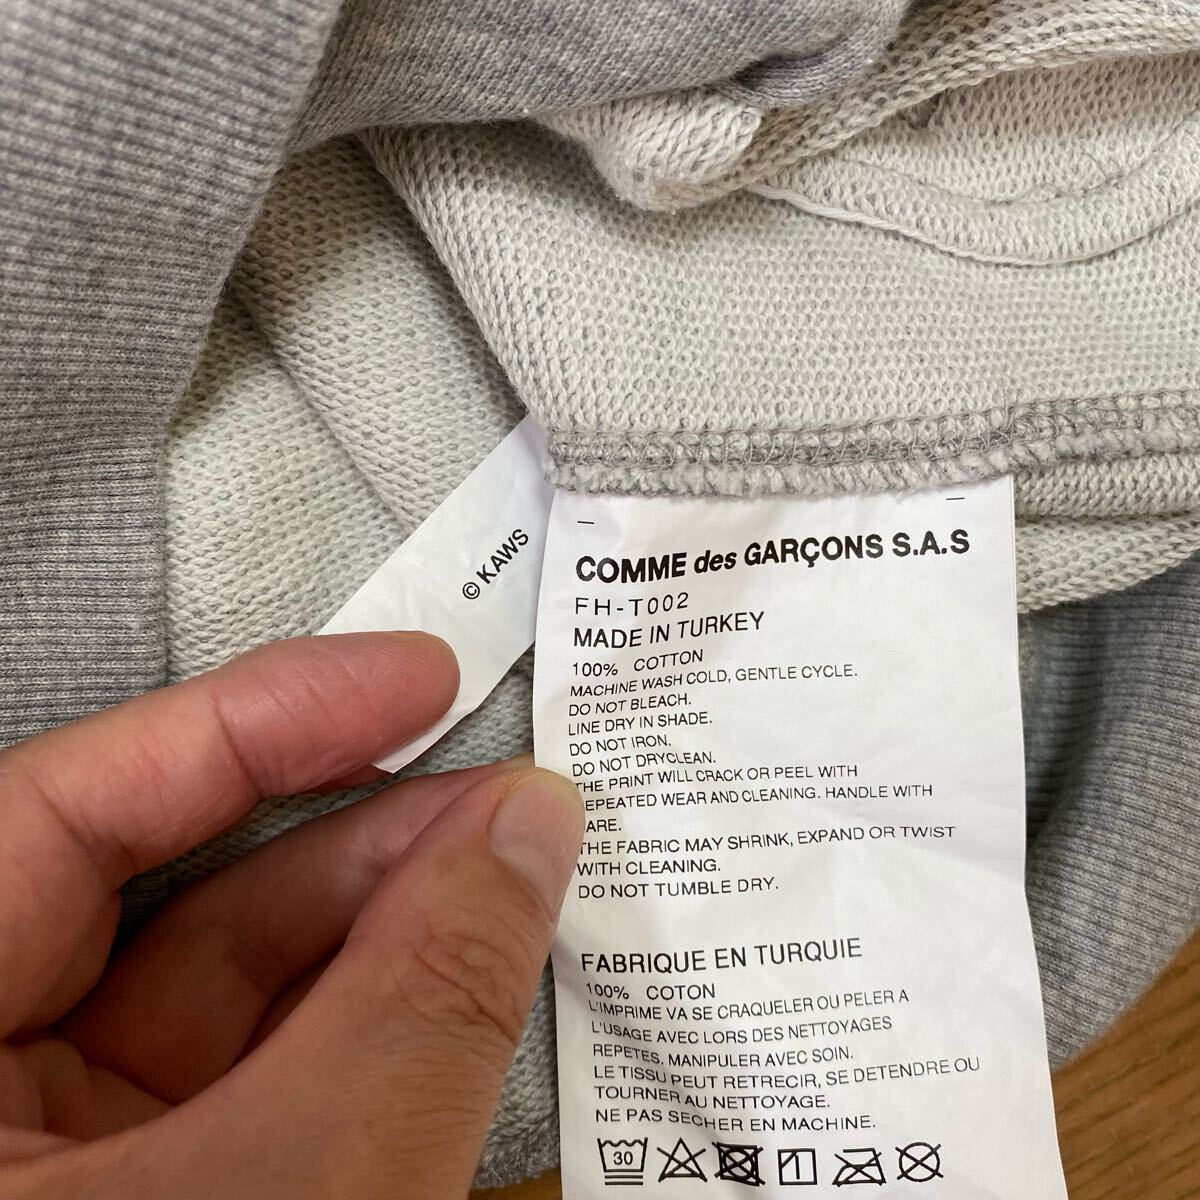 © KAWS
COMME des GARÇONS S.A.S
FH-T002
MADE IN TURKEY
100% COTTON
MACHINE WASH COLD, GENTLE CYCLE.
DO NOT BLEACH.
LINE DRY IN SHADE.
DO NOT IRON.
DO NOT DRYCLEAN.
THE PRINT WILL CRACK OR PEEL WITH
EPEATED WEAR AND CLEANING. HANDLE WITH
ARE.
THE FABRIC MAY SHRINK, EXPAND OR TWIST
WITH CLEANING.
DO NOT TUMBLE DRY.
FABRIQUE EN TURQUIE
100% COTON
L'IMPRIME VA SE CRAQUELER OU PELER A
L'USAGE AVEC LORS DES NETTOYAGES
REPETES. MANIPULER AVEC SOIN.
LE TISSU PEUT RETRECIR, SE DETENDRE OU
TOURNER AU NETTOYAGE.
NE PAS SECHER EN MACHINE.
30